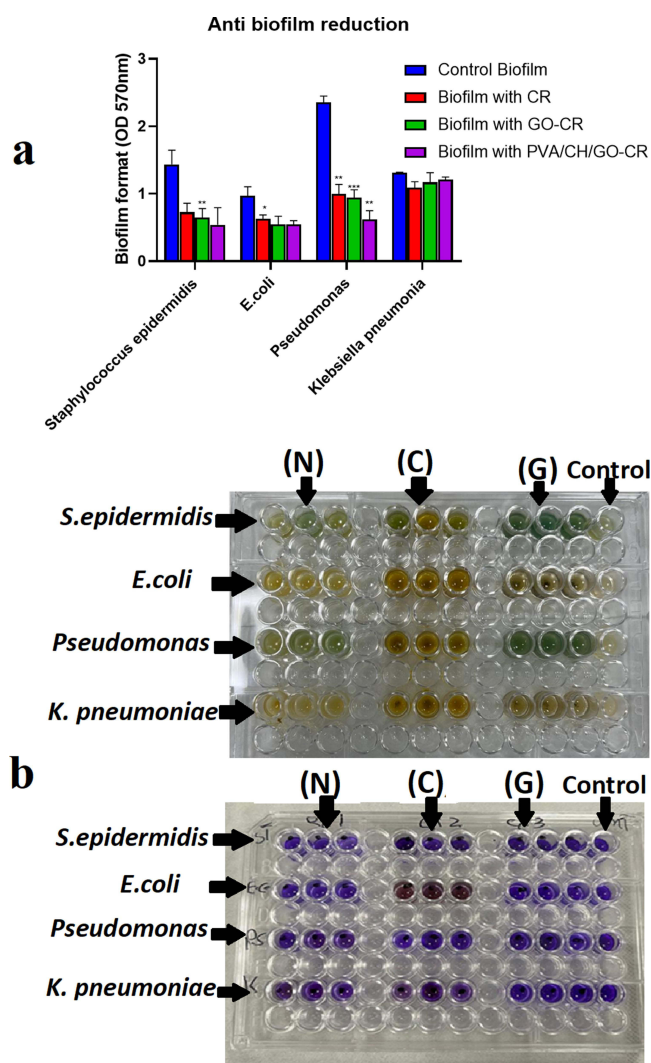 Anti biofilm reduction
a
Biofilm format (OD 570nm)
3
2
1
0
Control Biofilm
Biofilm with CR
Biofilm with GO-CR
Biofilm with PVA/CH/GO-CR
**
*
**
***
**
Staphylococcus epidermidis
E.coli
Pseudomonas
Klebsiella pneumonia
(N)
(C)
(G)
Control
S.epidermidis
E.coli
Pseudomonas
K. pneumoniae
b
(N)
(C)
(G)
Control
S.epidermidis
E.coli
Pseudomonas
K. pneumoniae